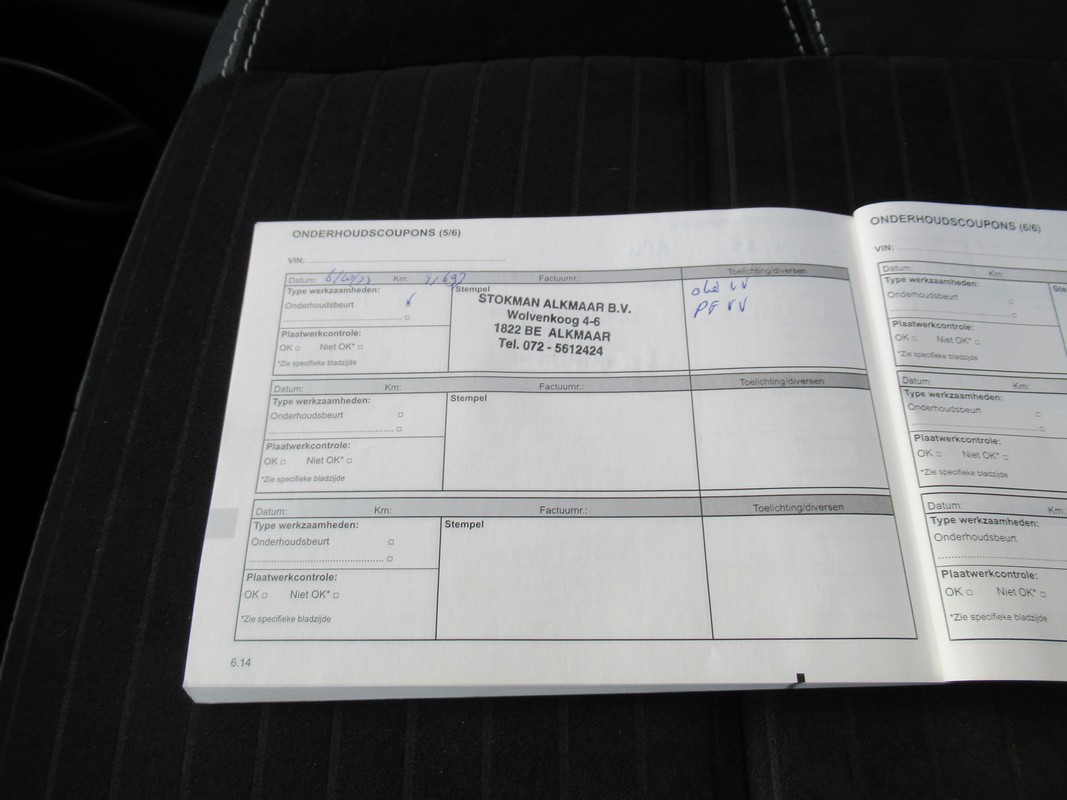 ONDERHOUDSCOUPONS (5/6)
VIN:
Datum: Km: Factuurnr.: Toelichting/diversen
Type werkzaamheden:
Onderhoudsbeurt
Plaatwerkcontrole:
OK Niet OK*
*Zie specifieke bladzijde
Stempel
STOKMAN ALKMAAR B.V.
Wolvenkoog 4-6
1822 BE ALKMAAR
Tel. 072 - 5612424
Datum: Km: Factuurnr.: Toelichting/diversen
Type werkzaamheden:
Onderhoudsbeurt
Plaatwerkcontrole:
OK Niet OK*
*Zie specifieke bladzijde
Stempel
Datum: Km: Factuurnr.: Toelichting/diversen
Type werkzaamheden:
Onderhoudsbeurt
Plaatwerkcontrole:
OK Niet OK*
*Zie specifieke bladzijde
Stempel
6.14
ONDERHOUDSCOUPONS (6/6)
VIN:
Datum: Km:
Type werkzaamheden:
Onderhoudsbeurt
Plaatwerkcontrole:
OK Niet OK*
*Zie specifieke bladzijde
Datum: Km:
Type werkzaamheden:
Onderhoudsbeurt
Plaatwerkcontrole:
OK Niet OK*
*Zie specifieke bladzijde
Datum: Km:
Type werkzaamheden:
Onderhoudsbeurt
Plaatwerkcontrole:
OK Niet OK*
*Zie specifieke bladzijde